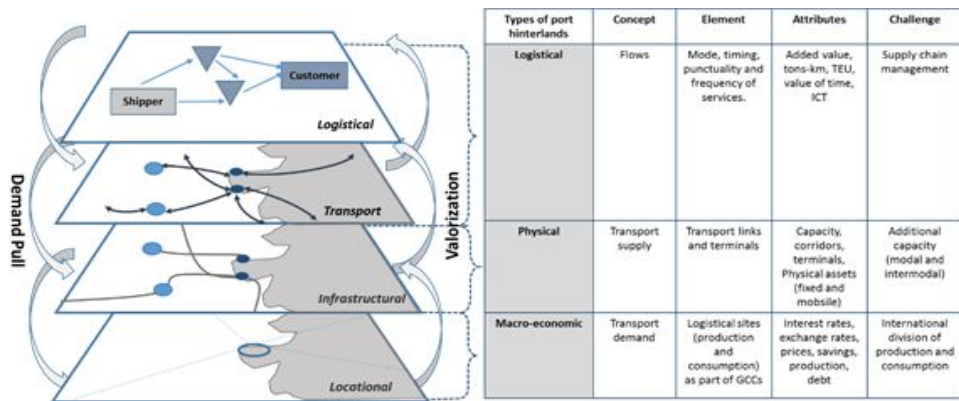 Demand Pull
Shipper
Customer
Logistical
Transport
Infrastructural
Locational
Valorization
Types of port
hinterlands
Concept
Element
Attributes
Challenge
Logistical
Flows
Mode, timing,
punctuality and
frequency of
services.
Added value,
tons-km, TEU,
value of time,
ICT
Supply chain
management
Physical
Transport
supply
Transport links
and terminals
Capacity,
corridors,
terminals,
Physical assets
(fixed and
mobsile)
Additional
capacity
(modal and
intermodal)
Macro-economic
Transport
demand
Logistical sites
(production
and
consumption)
as part of GCCs
Interest rates,
exchange rates,
prices, savings,
production,
debt
International
division of
production and
consumption